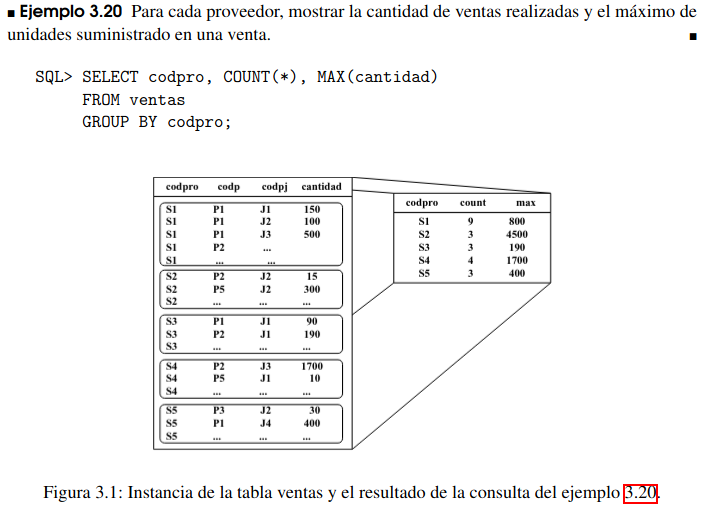 ■ Ejemplo 3.20 Para cada proveedor, mostrar la cantidad de ventas realizadas y el máximo de
unidades suministrado en una venta. ■
SQL> SELECT codpro, COUNT(*), MAX(cantidad)
FROM ventas
GROUP BY codpro;
codpro codp codpj cantidad
S1 P1 J1 150
S1 P1 J2 100
S1 P1 J3 500
S1 P2 ...
S1 ... ...
S2 P2 J2 15
S2 P5 J2 300
S2 ... ... ...
S3 P1 J1 90
S3 P2 J1 190
S3 ... ... ...
S4 P2 J3 1700
S4 P5 J1 10
S4 ... ... ...
S5 P3 J2 30
S5 P1 J4 400
S5 ... ... ...
codpro count max
S1 9 800
S2 3 4500
S3 3 190
S4 4 1700
S5 3 400
Figura 3.1: Instancia de la tabla ventas y el resultado de la consulta del ejemplo 3.20.